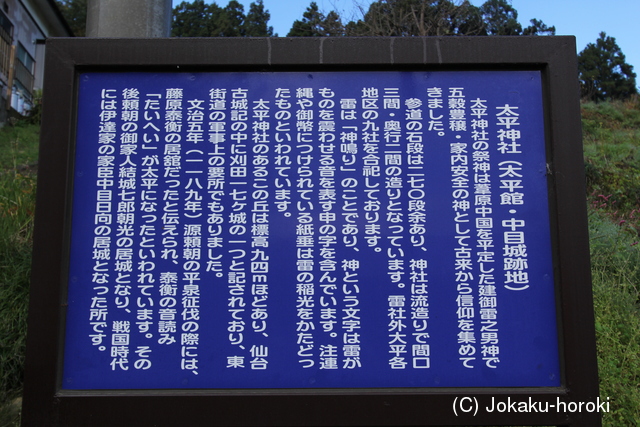 太平神社(太平館・中目城跡地)
太平神社の祭神は葦原中国を平定した建御雷之男神で
五穀豊穣・家内安全の神として古来から信仰を集めて
きました。
参道の石段は二七〇段余あり、神社は流造りで間口
三間・奥行二間の造りとなっています。雷社外大平各
地区の九社を合祀しております。
雷は「神鳴り」のことであり、神という文字は雷が
ものを震わせる音を表す申の字を含んでいます。注連
縄や御幣につけられている紙垂は雷の稲光をかたどっ
たものといわれています。
太平神社のあるこの丘は標高九四mほどあり、仙台
古城記の中に刈田一七ケ城の一つと記されており、東
街道の軍事上の要所でもありました。
文治五年(一一八九年)源頼朝の平泉征伐の際には、
藤原泰衡の居館だったと伝えられ、泰衡の音読み
「たいへい」が太平になったといわれています。その
後頼朝の御家人結城七郎朝光の居城となり、戦国時代
には伊達家の家臣中目日向の居城となった所です。
(C) Jokaku-horoki